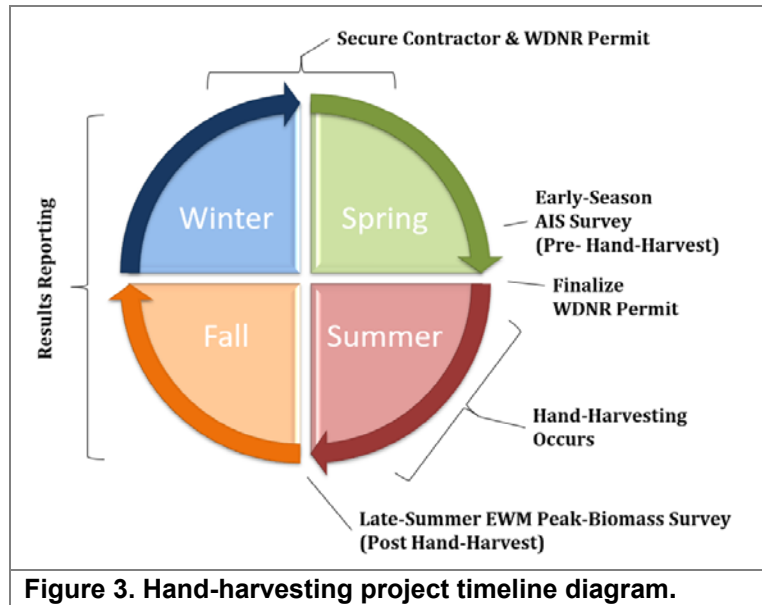 Secure Contractor & WDNR Permit
Results Reporting
Winter
Spring
Early-Season
AIS Survey
(Pre- Hand-Harvest)
Finalize
WDNR Permit
Fall
Summer
Hand-Harvesting
Occurs
Late-Summer EWM Peak-Biomass Survey
(Post Hand-Harvest)
Figure 3. Hand-harvesting project timeline diagram.